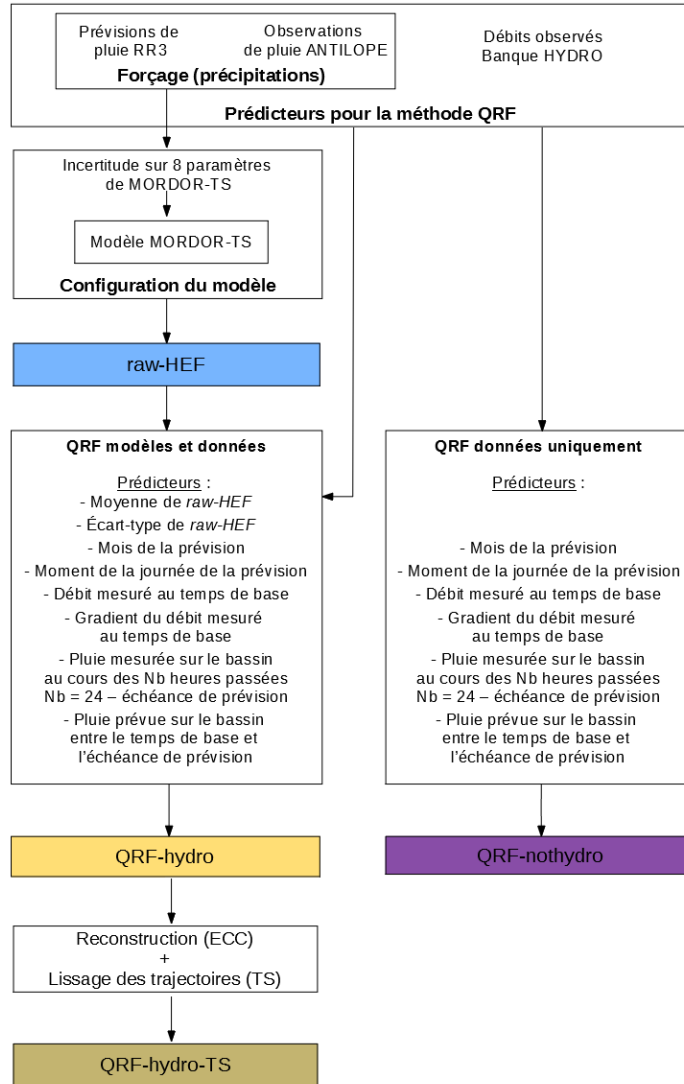 Prévisions de
pluie RR3
Observations
de pluie ANTILOPE
Forçage (précipitations)
Débits observés
Banque HYDRO
Prédicteurs pour la méthode QRF
Incertitude sur 8 paramètres
de MORDOR-TS
Modèle MORDOR-TS
Configuration du modèle
raw-HEF
QRF modèles et données
Prédicteurs :
- Moyenne de raw-HEF
- Écart-type de raw-HEF
- Mois de la prévision
- Moment de la journée de la prévision
- Débit mesuré au temps de base
- Gradient du débit mesuré
au temps de base
- Pluie mesurée sur le bassin
au cours des Nb heures passées
Nb = 24 – échéance de prévision
- Pluie prévue sur le bassin
entre le temps de base et
l'échéance de prévision
QRF données uniquement
Prédicteurs :
- Mois de la prévision
- Moment de la journée de la prévision
- Débit mesuré au temps de base
- Gradient du débit mesuré
au temps de base
- Pluie mesurée sur le bassin
au cours des Nb heures passées
Nb = 24 – échéance de prévision
- Pluie prévue sur le bassin
entre le temps de base et
l'échéance de prévision
QRF-hydro
QRF-nothydro
Reconstruction (ECC)
+
Lissage des trajectoires (TS)
QRF-hydro-TS